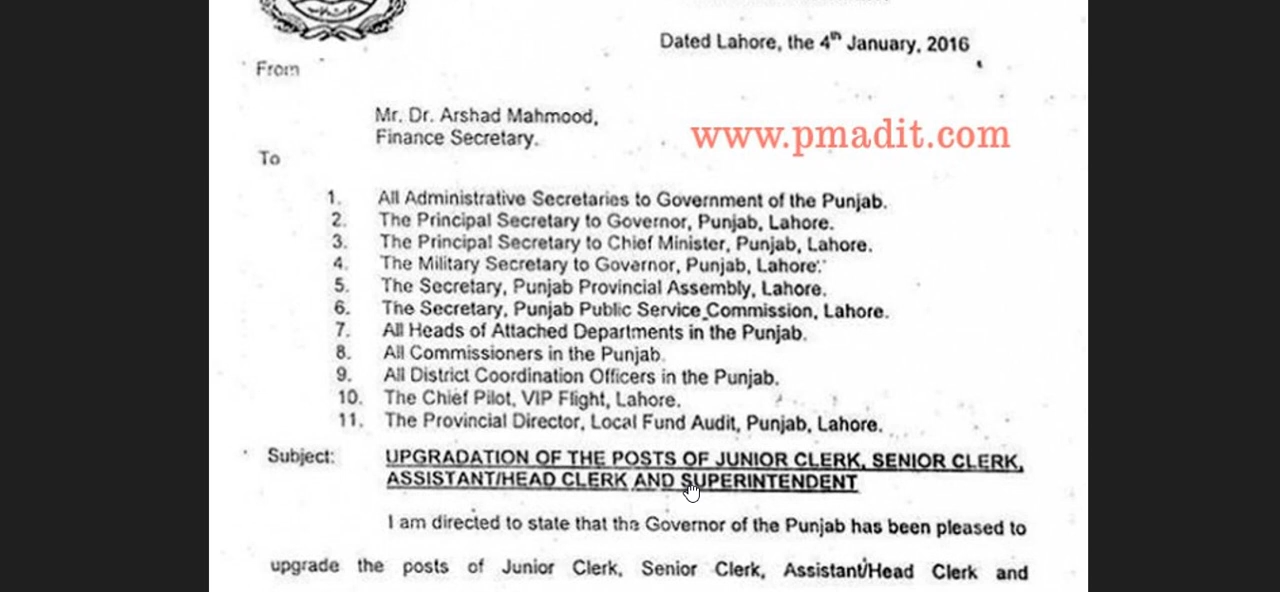 Dated Lahore, the 4th January, 2016
From
Mr. Dr. Arshad Mahmood,
Finance Secretary.
www.pmadit.com
To
1. All Administrative Secretaries to Government of the Punjab.
2. The Principal Secretary to Governor, Punjab, Lahore.
3. The Principal Secretary to Chief Minister, Punjab, Lahore.
4. The Military Secretary to Governor, Punjab, Lahore.
5. The Secretary, Punjab Provincial Assembly, Lahore.
6. The Secretary, Punjab Public Service Commission, Lahore.
7. All Heads of Attached Departments in the Punjab.
8. All Commissioners in the Punjab.
9. All District Coordination Officers in the Punjab.
10. The Chief Pilot, VIP Flight, Lahore.
11. The Provincial Director, Local Fund Audit, Punjab, Lahore.
Subject: UPGRADATION OF THE POSTS OF JUNIOR CLERK, SENIOR CLERK,
ASSISTANT/HEAD CLERK AND SUPERINTENDENT
I am directed to state that the Governor of the Punjab has been pleased to
upgrade the posts of Junior Clerk, Senior Clerk, Assistant/Head Clerk and